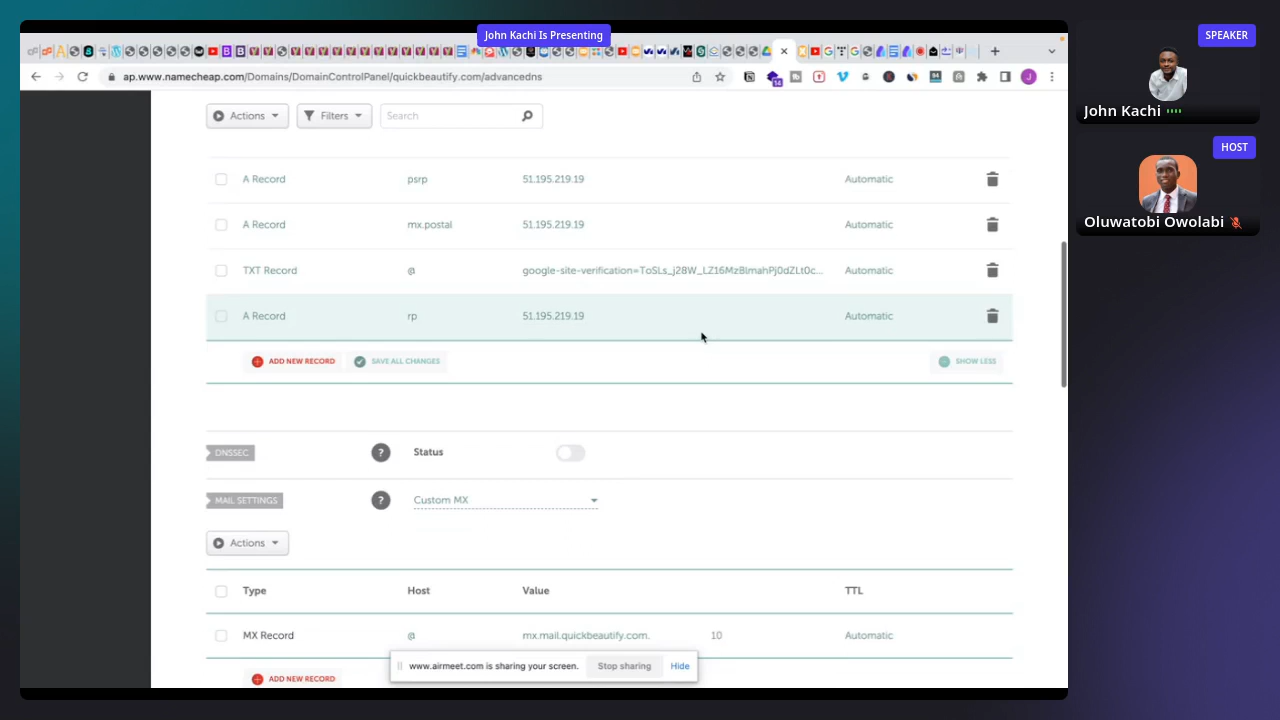 John Kachi Is Presenting
ap.www.namecheap.com/Domains/DomainControlPanel/quickbeautify.com/advancedns
14
J
Actions
Filters
Search
A Record psrp 51.195.219.19 Automatic
A Record mx.postal 51.195.219.19 Automatic
TXT Record @ Automatic
A Record rp 51.195.219.19 Automatic
ADD NEW RECORD SAVE ALL CHANGES SHOW LESS
DNSSEC ? Status
MAIL SETTINGS ? Custom MX
Actions
Type Host Value TTL
MX Record @ mx.mail.quickbeautify.com. 10 Automatic
www.airmeet.com is sharing your screen. Stop sharing Hide
ADD NEW RECORD
SPEAKER
John Kachi
HOST
Oluwatobi Owolabi